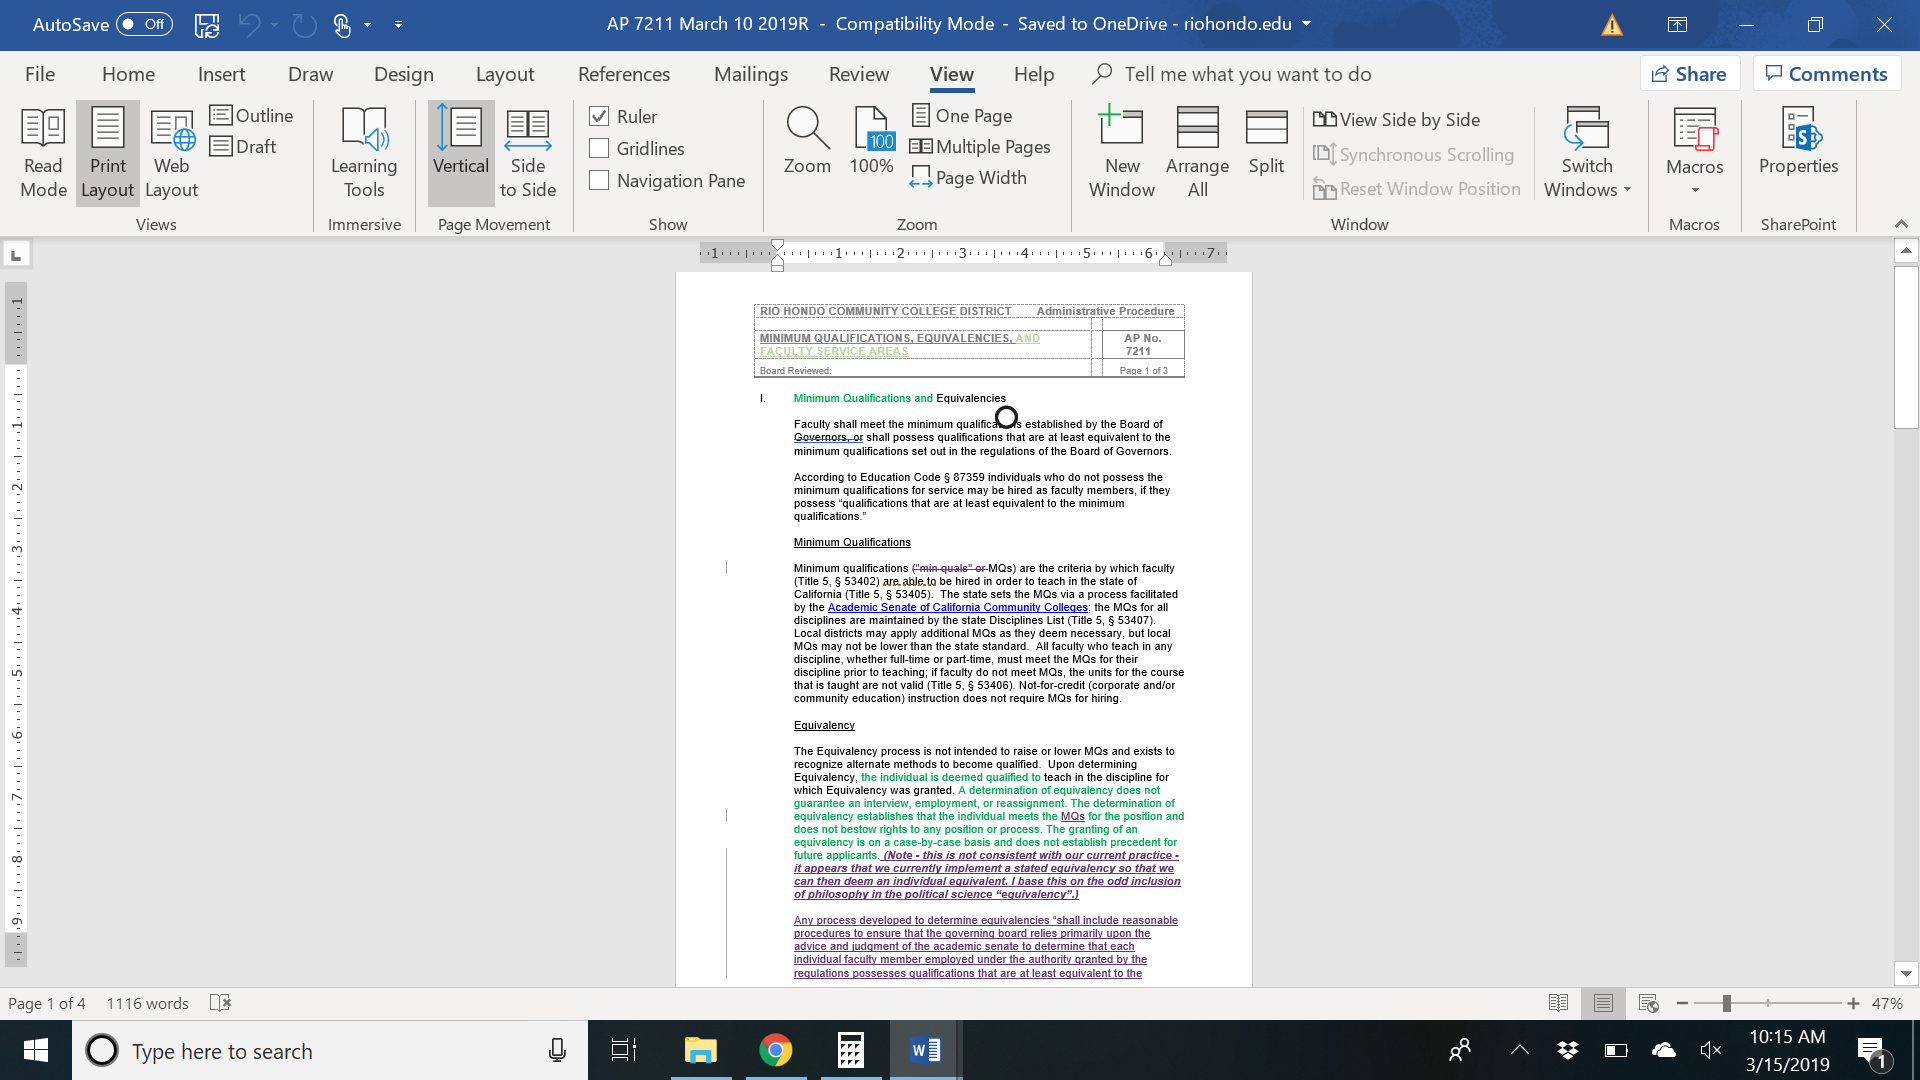 AutoSave Off AP 7211 March 10 2019R - Compatibility Mode - Saved to OneDrive - riohondo.edu
File Home Insert Draw Design Layout References Mailings Review View Help Tell me what you want to do Share Comments
Read Mode
Print Layout
Web Layout
Outline
Draft
Views
Learning Tools
Immersive
Vertical
Side to Side
Page Movement
Ruler
Gridlines
Navigation Pane
Show
Zoom
100
100%
One Page
Multiple Pages
Page Width
Zoom
New Window
Arrange All
Split
View Side by Side
Synchronous Scrolling
Reset Window Position
Switch Windows
Window
Macros
Macros
S
Properties
SharePoint
L
1 1 2 3 4 5 6 7
1 1 2 3 4 5 6 7 8 9
RIO HONDO COMMUNITY COLLEGE DISTRICT Administrative Procedure
MINIMUM QUALIFICATIONS, EQUIVALENCIES, AND
FACULTY SERVICE AREAS
AP No.
7211
Board Reviewed: Page 1 of 3
I. Minimum Qualifications and Equivalencies
Faculty shall meet the minimum established by the Board of
Governors, or shall possess qualifications that are at least equivalent to the
minimum qualifications set out in the regulations of the Board of Governors.
According to Education Code § 87359 individuals who do not possess the
minimum qualifications for service may be hired as faculty members, if they
possess “qualifications that are at least equivalent to the minimum
qualifications.”
Minimum Qualifications
Minimum qualifications ("min quals" or MQs) are the criteria by which faculty
(Title 5, § 53402) are able to be hired in order to teach in the state of
California (Title 5, § 53405). The state sets the MQs via a process facilitated
by the Academic Senate of California Community Colleges; the MQs for all
disciplines are maintained by the state Disciplines List (Title 5, § 53407).
Local districts may apply additional MQs as they deem necessary, but local
MQs may not be lower than the state standard. All faculty who teach in any
discipline, whether full-time or part-time, must meet the MQs for their
discipline prior to teaching; if faculty do not meet MQs, the units for the course
that is taught are not valid (Title 5, § 53406). Not-for-credit (corporate and/or
community education) instruction does not require MQs for hiring.
Equivalency
The Equivalency process is not intended to raise or lower MQs and exists to
recognize alternate methods to become qualified. Upon determining
Equivalency, the individual is deemed qualified to teach in the discipline for
which Equivalency was granted. A determination of equivalency does not
guarantee an interview, employment, or reassignment. The determination of
equivalency establishes that the individual meets the MQs for the position and
does not bestow rights to any position or process. The granting of an
equivalency is on a case-by-case basis and does not establish precedent for
future applicants. (Note - this is not consistent with our current practice -
it appears that we currently implement a stated equivalency so that we
can then deem an individual equivalent. I base this on the odd inclusion
of philosophy in the political science “equivalency”.)
Any process developed to determine equivalencies “shall include reasonable
procedures to ensure that the governing board relies primarily upon the
advice and judgment of the academic senate to determine that each
individual faculty member employed under the authority granted by the
regulations possesses qualifications that are at least equivalent to the
Page 1 of 4 1116 words 47%
Type here to search
W
10:15 AM
3/15/2019
1